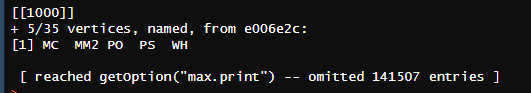 [[1000]]
+ 5/35 vertices, named, from e006e2c:
[1] MC  MM2 PO  PS  WH
[ reached getOption("max.print") -- omitted 141507 entries ]